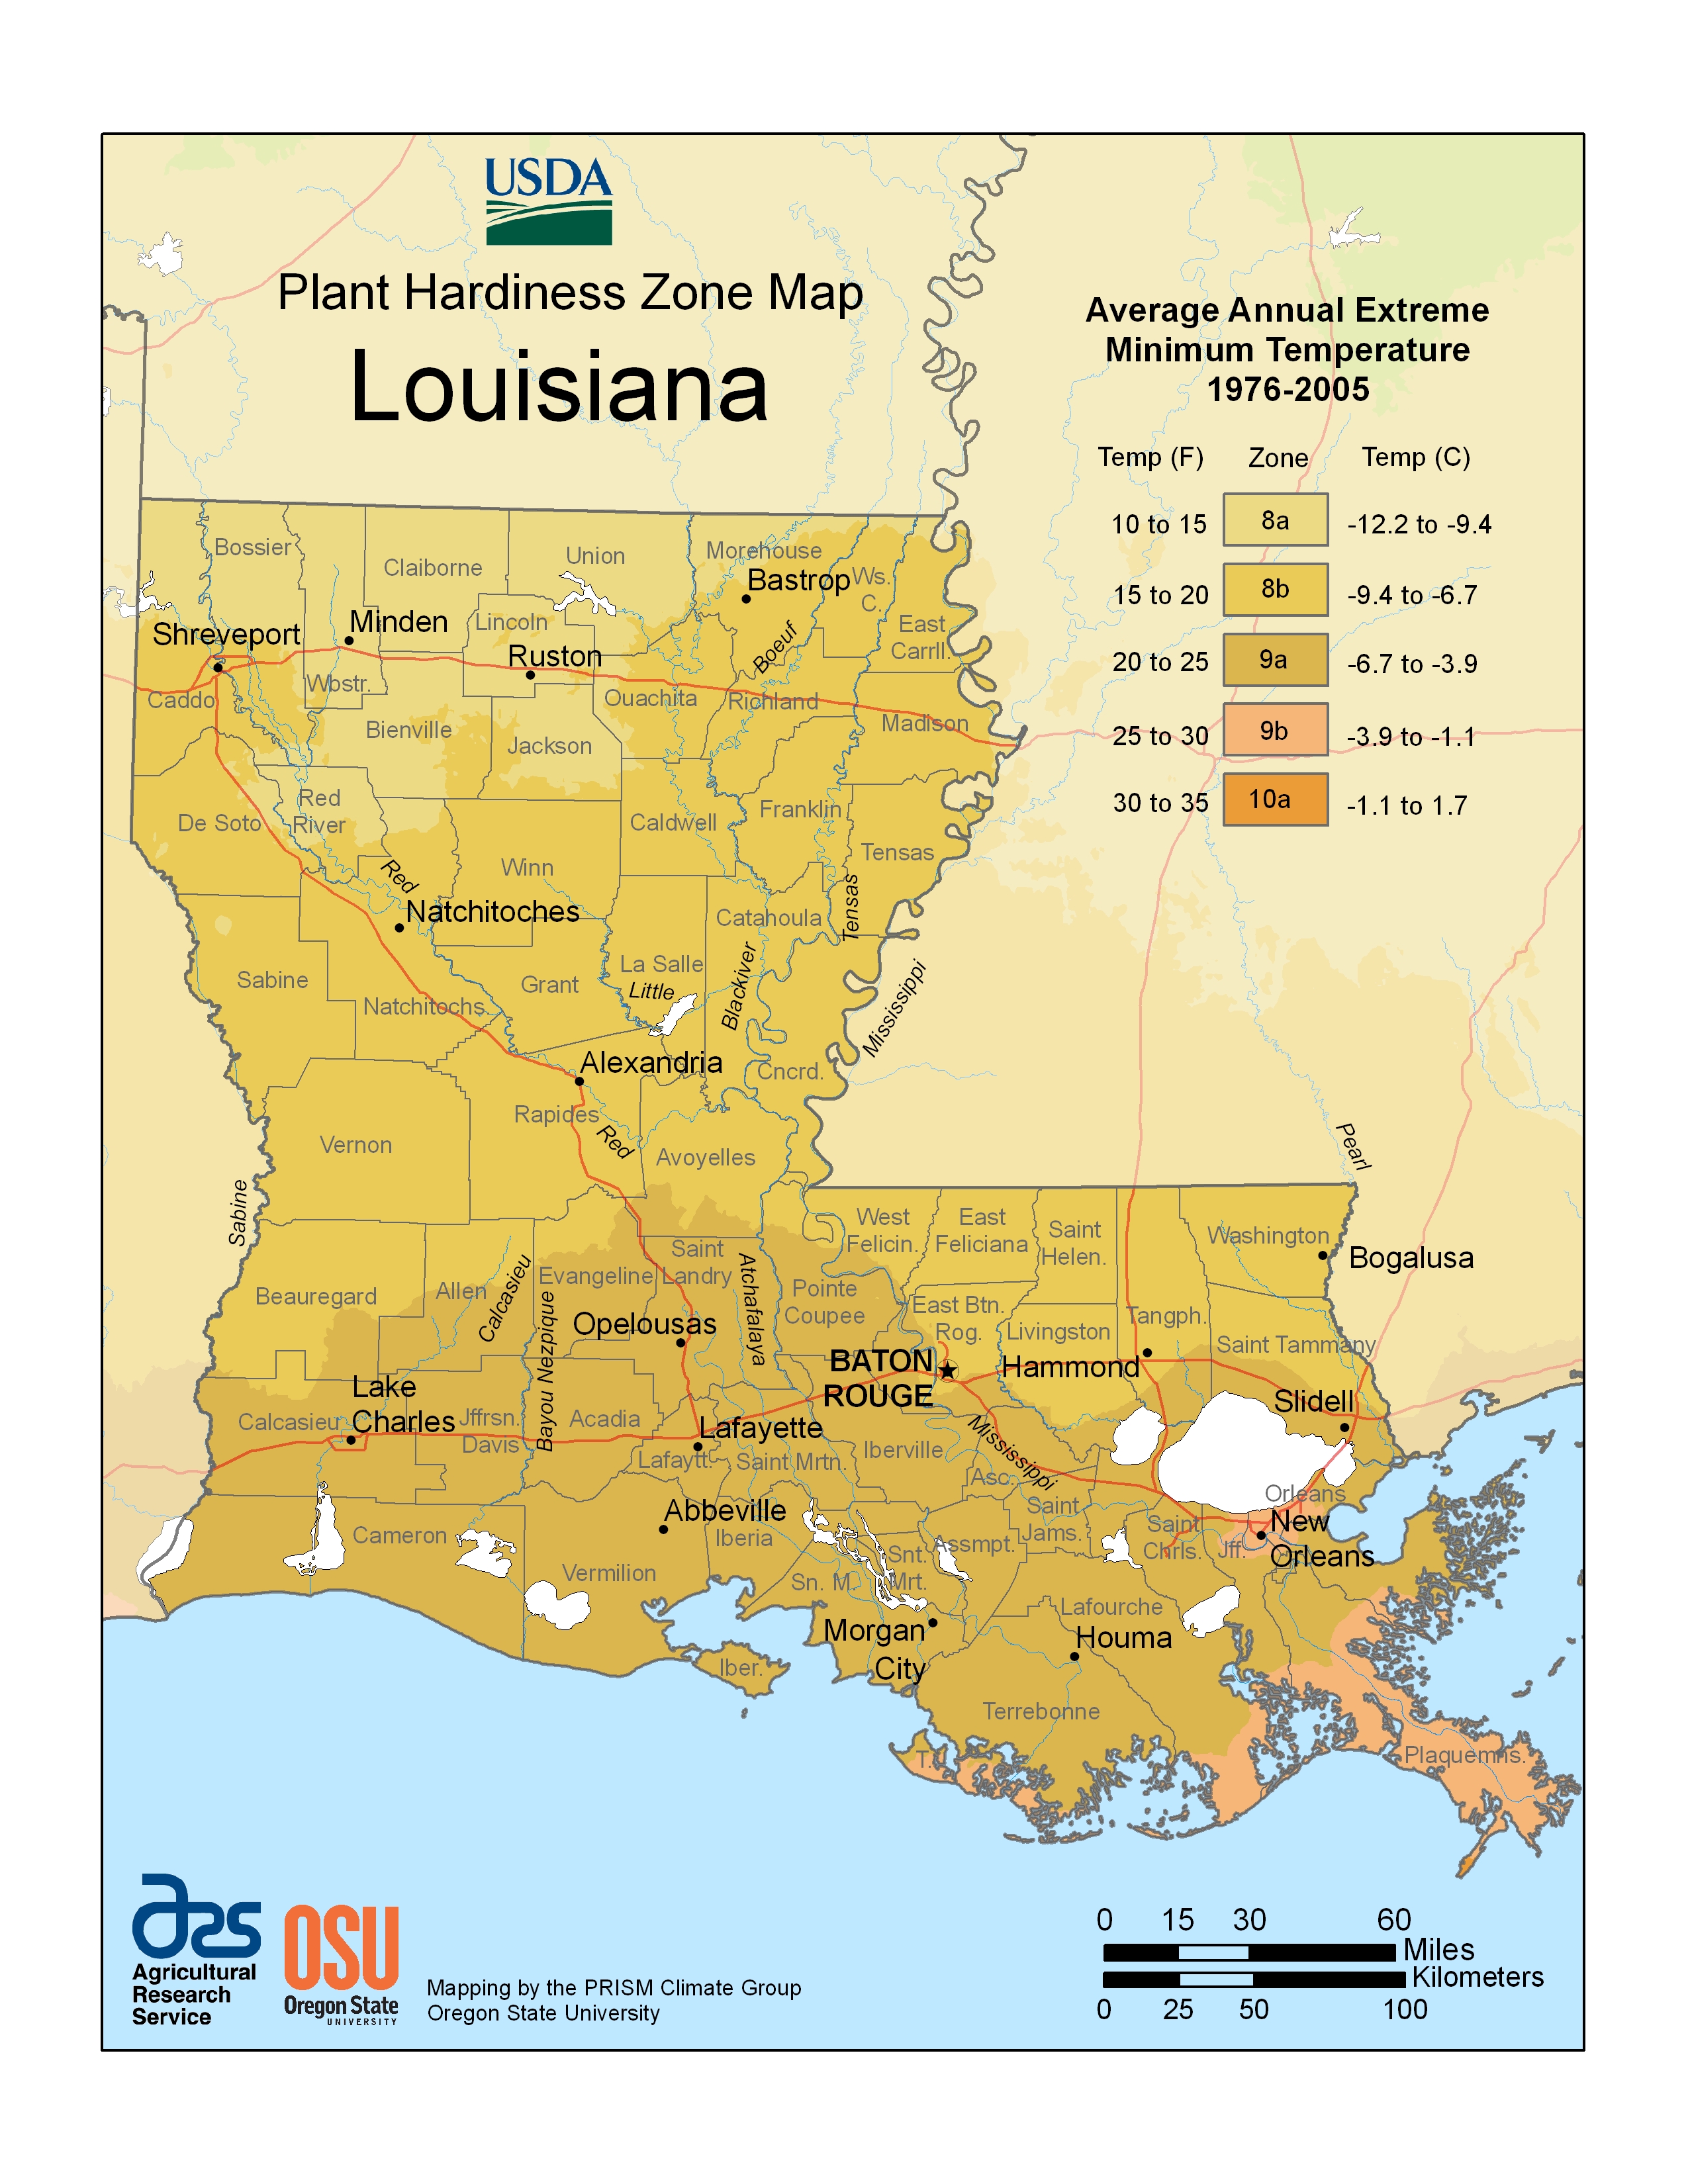 USDA
Plant Hardiness Zone Map
Louisiana
Average Annual Extreme
Minimum Temperature
1976-2005
Temp (F) Zone Temp (C)
10 to 15 8a -12.2 to -9.4
15 to 20 8b -9.4 to -6.7
20 to 25 9a -6.7 to -3.9
25 to 30 9b -3.9 to -1.1
30 to 35 10a -1.1 to 1.7
Bossier
Claiborne
Union
Morehouse
Bastrop
Ws.
C.
East
Carrll.
Shreveport
Minden
Lincoln
Ruston
Boeuf
Caddo
Wbstr.
Ouachita
Richland
Madison
Bienville
Jackson
De Soto
Red
River
Caldwell
Franklin
Tensas
Winn
Red
Natchitoches
Catahoula
Tensas
Sabine
Natchitochs.
Grant
La Salle
Little
Blackriver
Mississippi
Alexandria
Cncrd.
Rapides
Red
Vernon
Avoyelles
Pearl
Sabine
West
Felicin.
East
Feliciana
Saint
Helen.
Washington
Bogalusa
Beauregard
Allen
Calcasieu
Evangeline
Saint
Landry
Atchafalaya
Pointe
Coupee
East Btn.
Rog.
Livingston
Tangph.
Saint Tammany
Opelousas
Bayou Nezpique
BATON
ROUGE
Hammond
Slidell
Lake
Charles
Calcasieu
Jffrsn.
Davis
Acadia
Lafayette
Lafaytt.
Saint Mrtn.
Iberville
Mississippi
Asc.
Saint
Jams.
Orleans
New
Orleans
Saint
Chrls.
Jff.
Cameron
Abbeville
Iberia
Vermilion
Assmpt.
Snt.
Mrt.
Sn. M.
Lafourche
Houma
Morgan
City
Iber.
Terrebonne
T.
Plaquemns.
ars
Agricultural
Research
Service
OSU
Oregon State
UNIVERSITY
Mapping by the PRISM Climate Group
Oregon State University
0 15 30 60
Miles
Kilometers
0 25 50 100